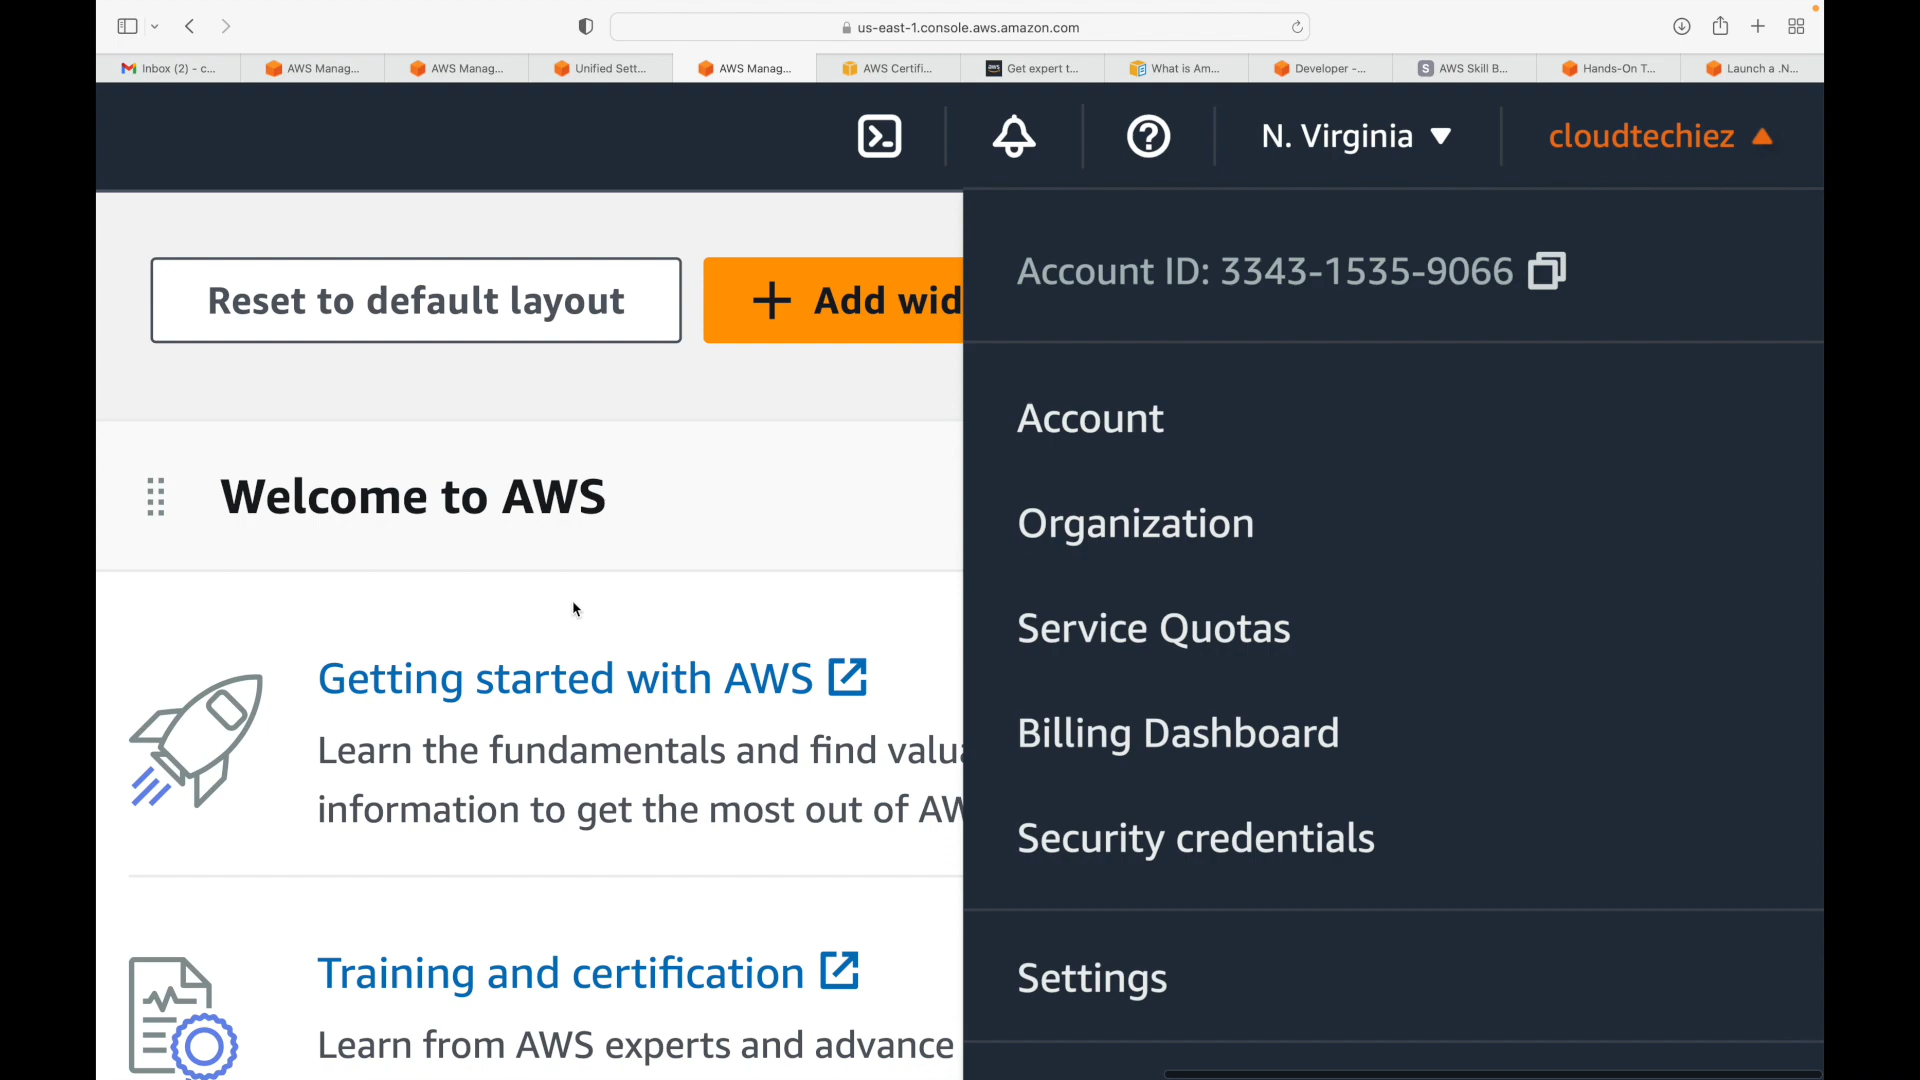 us-east-1.console.aws.amazon.com
Inbox (2) - c...
AWS Manag...
AWS Manag...
Unified Sett...
AWS Manag...
AWS Certifi...
aws
Get expert t...
What is Am...
Developer -...
S
AWS Skill B...
Hands-On T...
Launch a .N...
N. Virginia
cloudtechiez
Account ID: 3343-1535-9066
Reset to default layout
Add wid
Account
Organization
Service Quotas
Billing Dashboard
Security credentials
Settings
Welcome to AWS
Getting started with AWS
Learn the fundamentals and find valua
information to get the most out of AW
Training and certification
Learn from AWS experts and advance